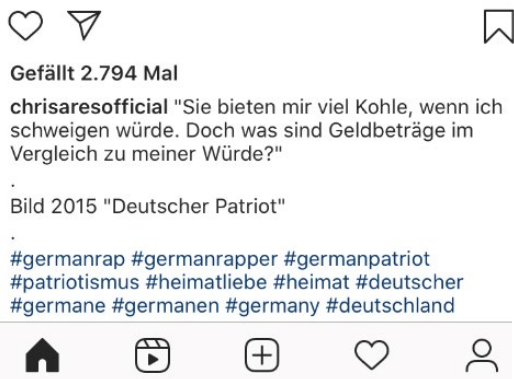 Gefällt 2.794 Mal
chrisaresofficial "Sie bieten mir viel Kohle, wenn ich
schweigen würde. Doch was sind Geldbeträge im
Vergleich zu meiner Würde?"
.
Bild 2015 "Deutscher Patriot"
.
#germanrap #germanrapper #germanpatriot
#patriotismus #heimatliebe #heimat #deutscher
#germane #germanen #germany #deutschland